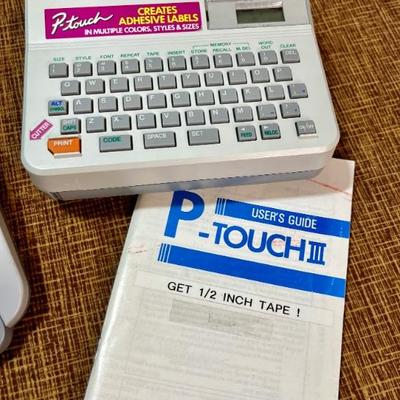 P-touch
CREATES
ADHESIVE LABELS
IN MULTIPLE COLORS, STYLES & SIZES
MEMORY
WORD
SIZE STYLE FONT REPEAT TAPE INSERT STORE RECALL M. DEL OUT CLEAR
ALT
CAPS
CUTTER
PRINT CODE SPACE SET FEED RELOC
P-TOUCH III
USER'S GUIDE
GET 1/2 INCH TAPE !